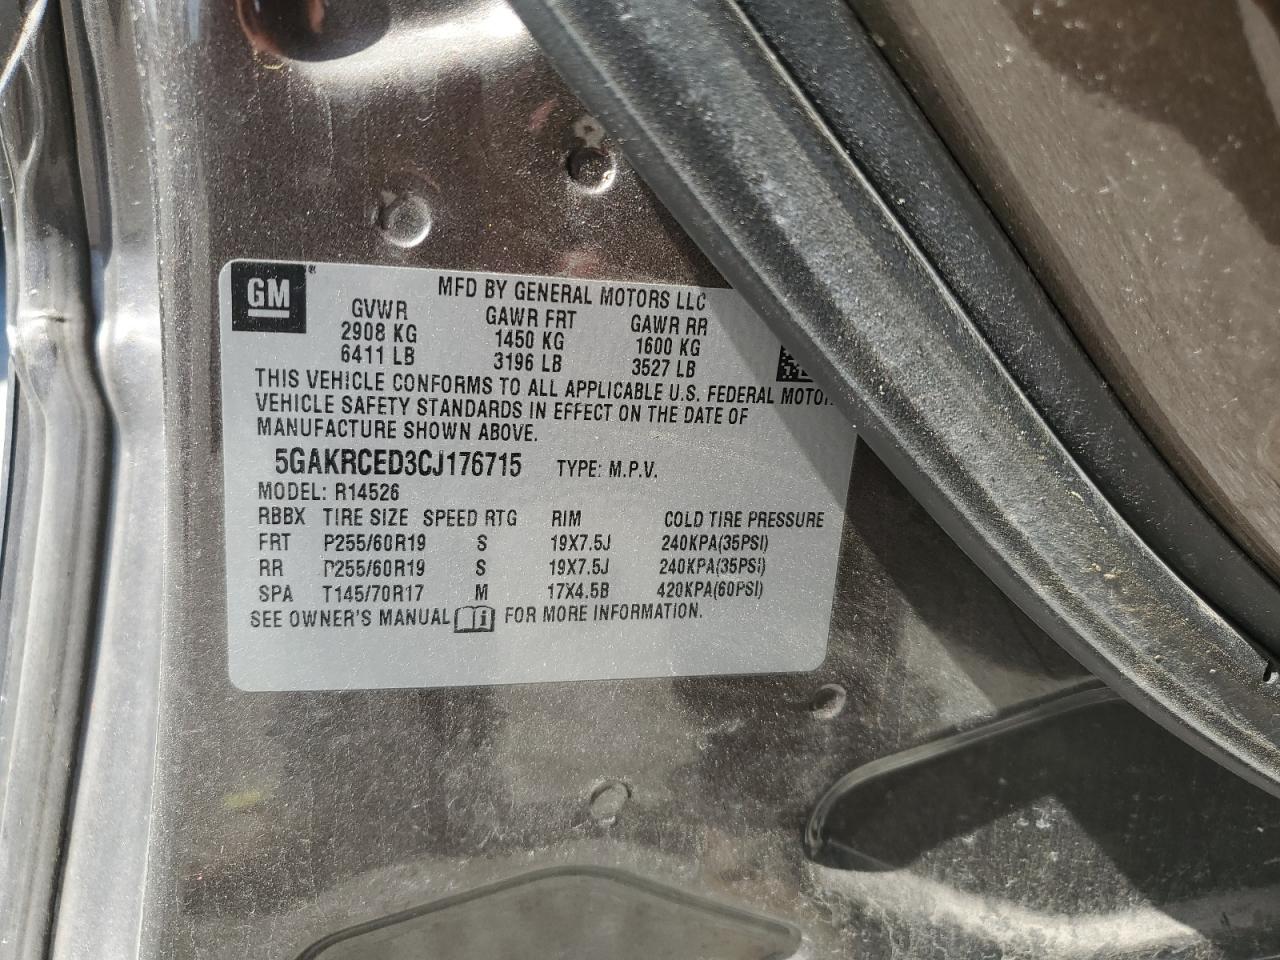 GM
MFD BY GENERAL MOTORS LLC
GVWR GAWR FRT GAWR RR
2908 KG 1450 KG 1600 KG
6411 LB 3196 LB 3527 LB
THIS VEHICLE CONFORMS TO ALL APPLICABLE U.S. FEDERAL MOTO
VEHICLE SAFETY STANDARDS IN EFFECT ON THE DATE OF
MANUFACTURE SHOWN ABOVE.
5GAKRCED3CJ176715 TYPE: M.P.V.
MODEL: R14526
RBBX TIRE SIZE SPEED RTG RIM COLD TIRE PRESSURE
FRT P255/60R19 S 19X7.5J 240KPA(35PSI)
RR P255/60R19 S 19X7.5J 240KPA(35PSI)
SPA T145/70R17 M 17X4.5B 420KPA(60PSI)
SEE OWNER'S MANUAL i FOR MORE INFORMATION.